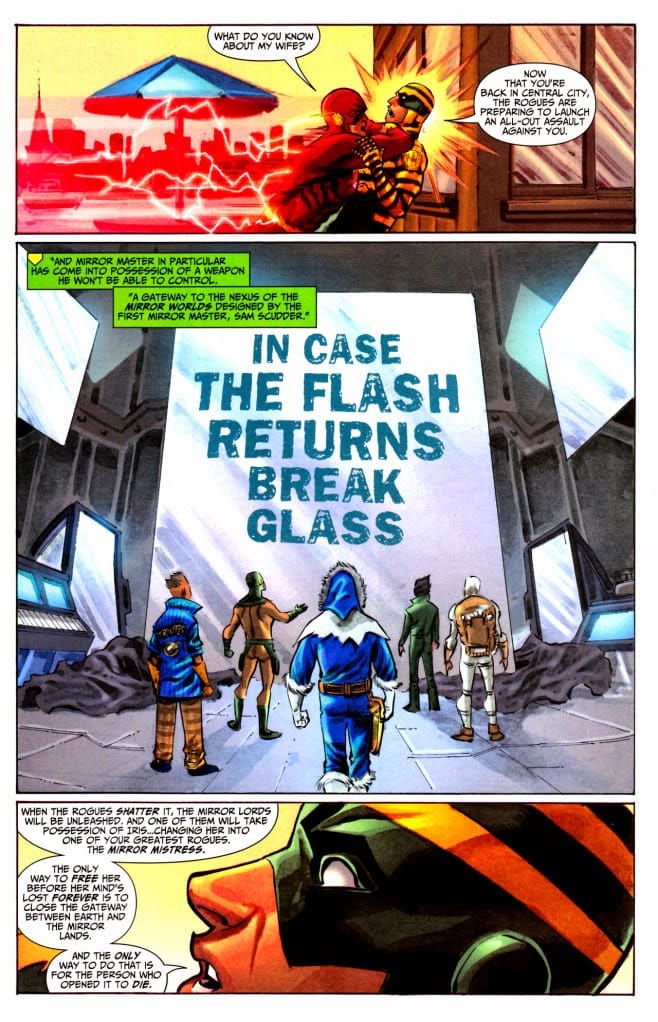 WHAT DO YOU KNOW
ABOUT MY WIFE?
NOW
THAT YOU'RE
BACK IN CENTRAL CITY,
THE ROGUES ARE
PREPARING TO LAUNCH
AN ALL-OUT ASSAULT
AGAINST YOU.
"AND MIRROR MASTER IN PARTICULAR
HAS COME INTO POSSESSION OF A WEAPON
HE WON'T BE ABLE TO CONTROL.
"A GATEWAY TO THE NEXUS OF THE
MIRROR WORLDS DESIGNED BY THE
FIRST MIRROR MASTER, SAM SCUDDER."
IN CASE
THE FLASH
RETURNS
BREAK
GLASS
WHEN THE ROGUES SHATTER IT, THE MIRROR LORDS
WILL BE UNLEASHED. AND ONE OF THEM WILL TAKE
POSSESSION OF IRIS...CHANGING HER INTO
ONE OF YOUR GREATEST ROGUES.
THE MIRROR MISTRESS.
THE ONLY
WAY TO FREE HER
BEFORE HER MIND'S
LOST FOREVER IS
TO CLOSE THE GATEWAY
BETWEEN EARTH AND
THE MIRROR
LANDS.
AND THE ONLY
WAY TO DO THAT IS
FOR THE PERSON WHO
OPENED IT TO DIE.